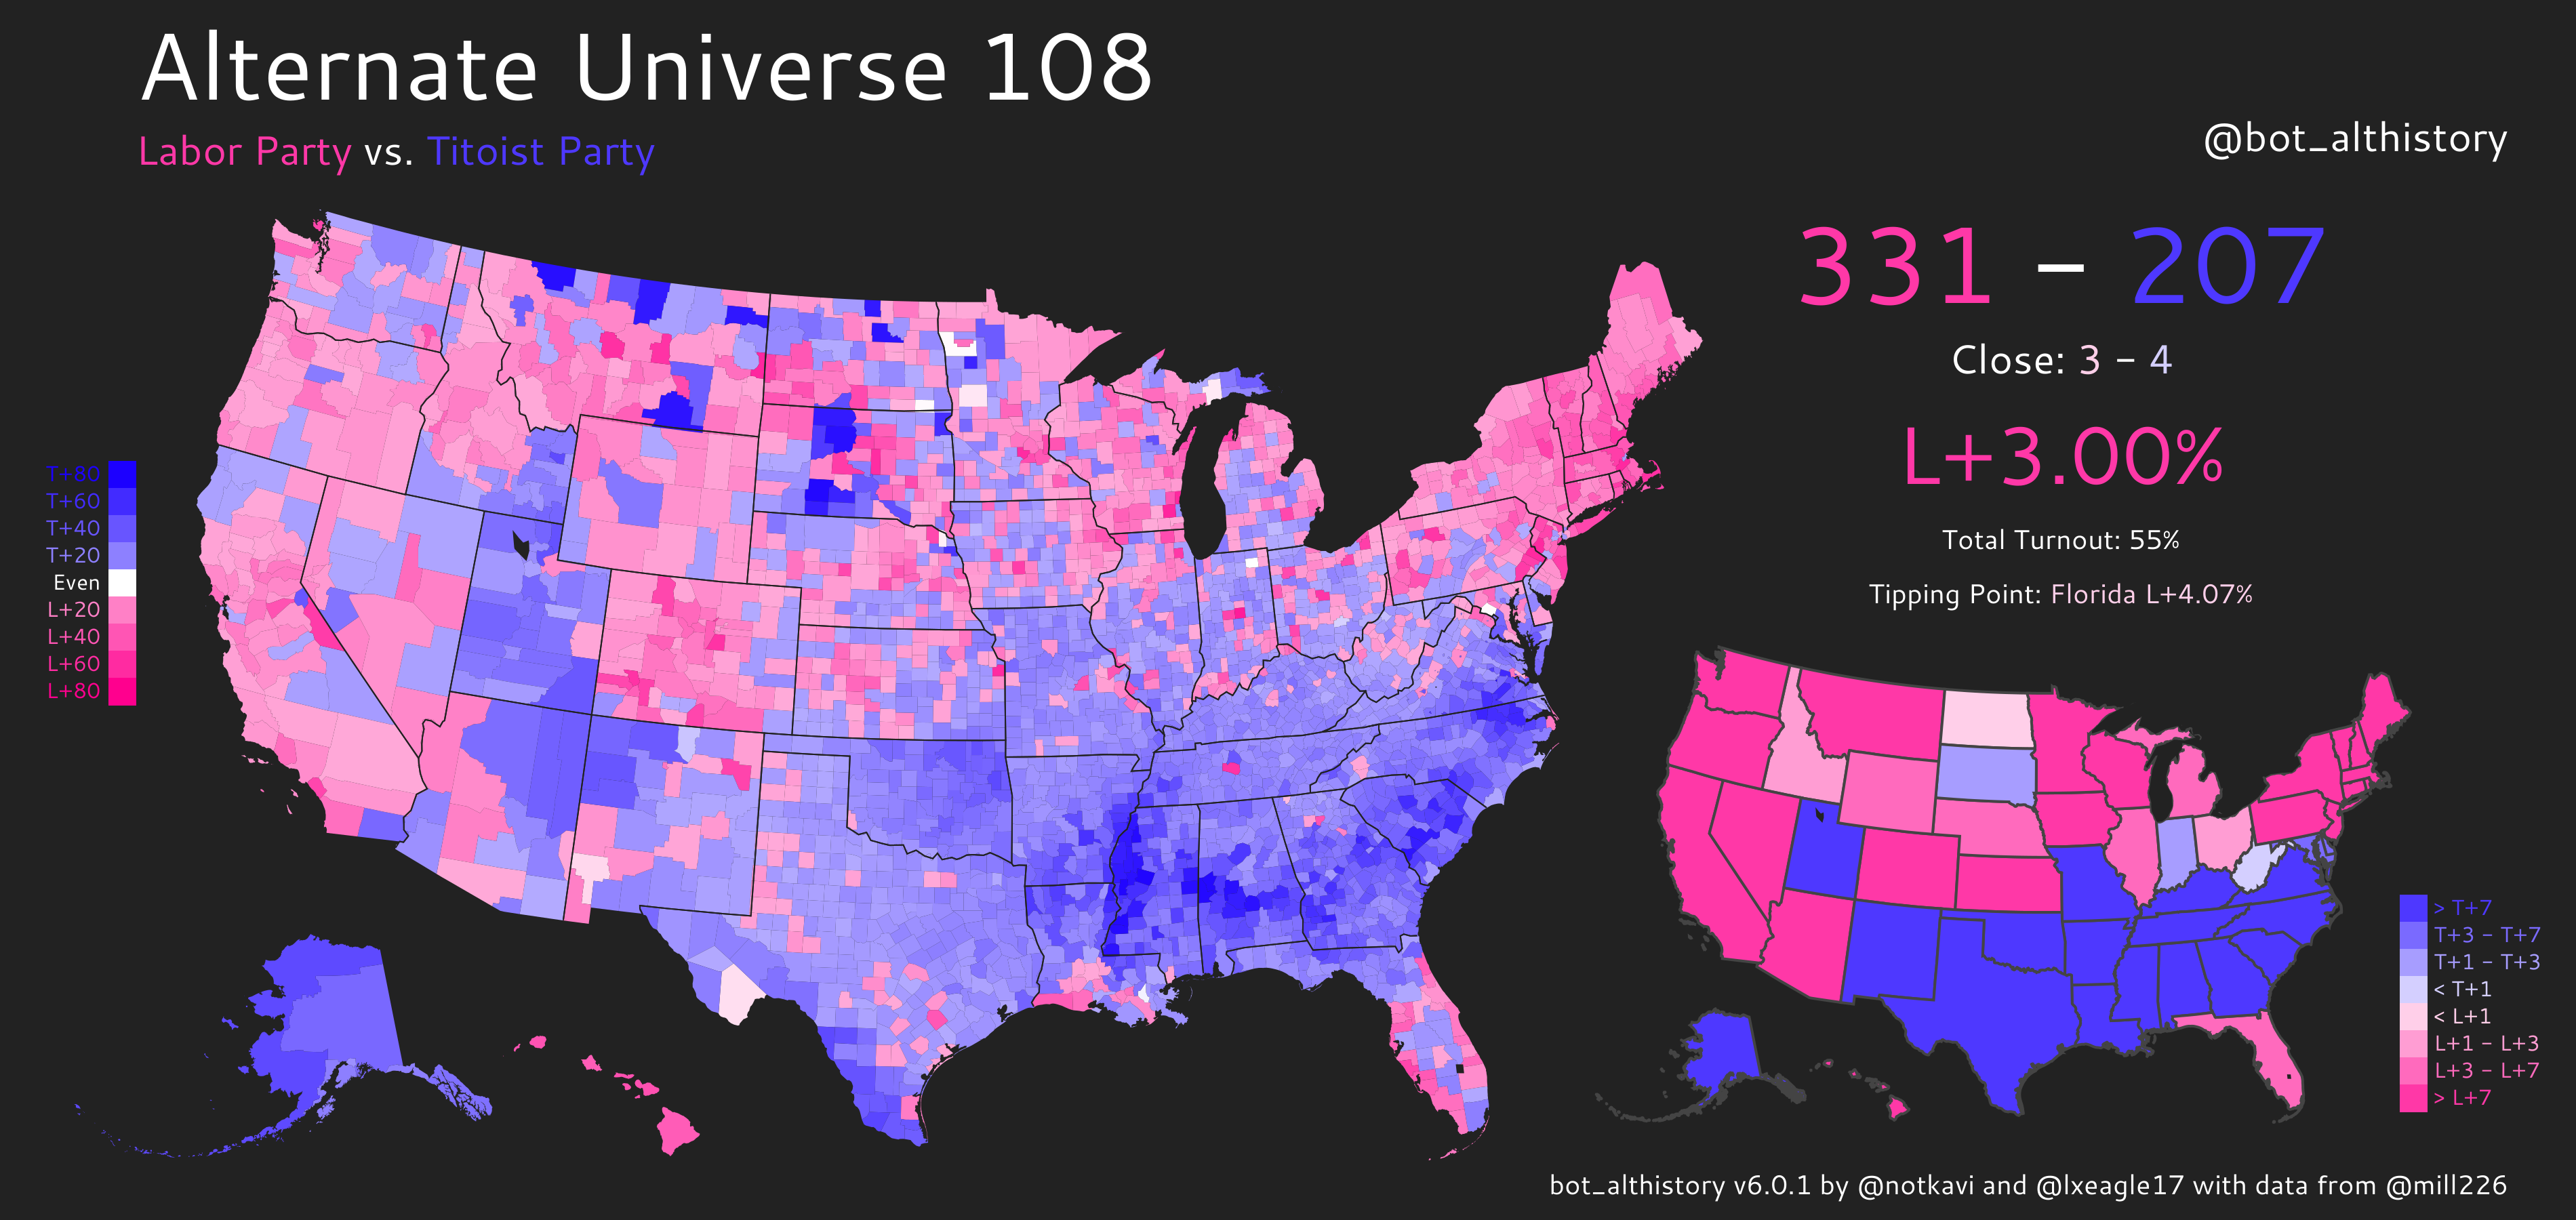 Alternate Universe 108
Labor Party vs. Titoist Party
@bot_althistory
331 – 207
Close: 3 - 4
L+3.00%
Total Turnout: 55%
Tipping Point: Florida L+4.07%
T+80
T+60
T+40
T+20
Even
L+20
L+40
L+60
L+80
> T+7
T+3 - T+7
T+1 - T+3
< T+1
< L+1
L+1 - L+3
L+3 - L+7
> L+7
bot_althistory v6.0.1 by @notkavi and @lxeagle17 with data from @mill226